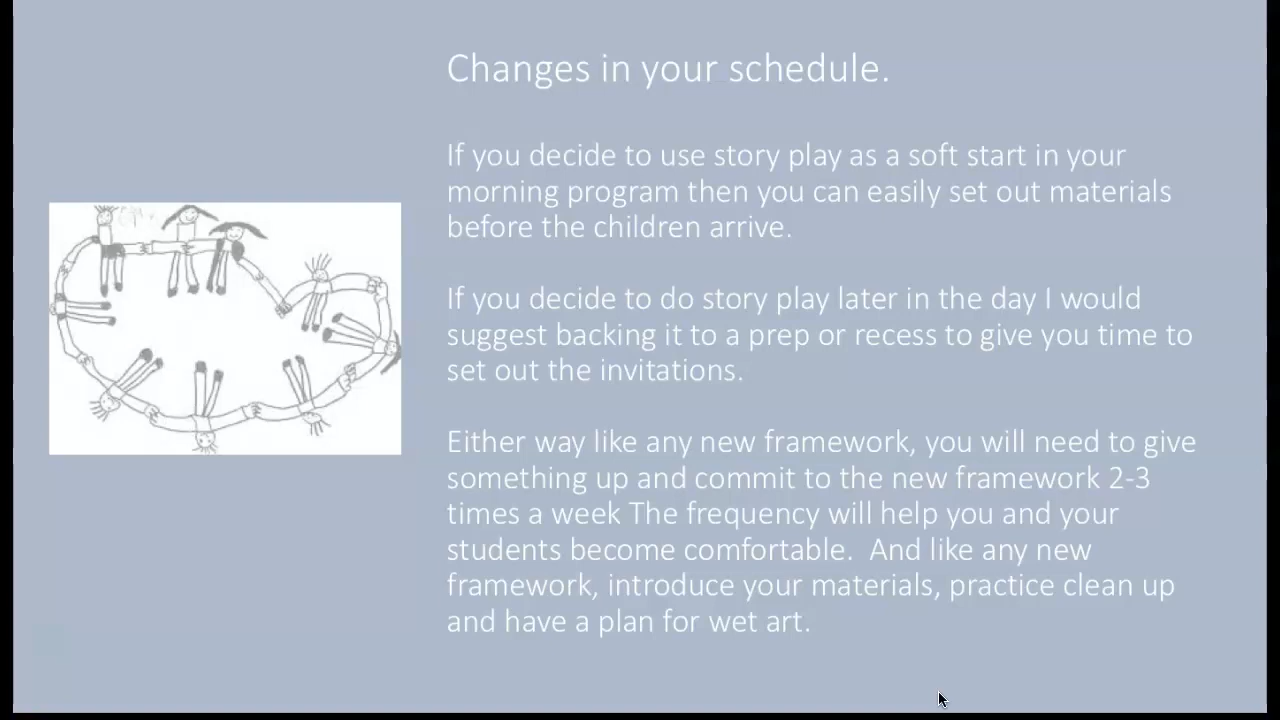 Changes in your schedule.
If you decide to use story play as a soft start in your
morning program then you can easily set out materials
before the children arrive.
If you decide to do story play later in the day I would
suggest backing it to a prep or recess to give you time to
set out the invitations.
Either way like any new framework, you will need to give
something up and commit to the new framework 2-3
times a week The frequency will help you and your
students become comfortable.  And like any new
framework, introduce your materials, practice clean up
and have a plan for wet art.